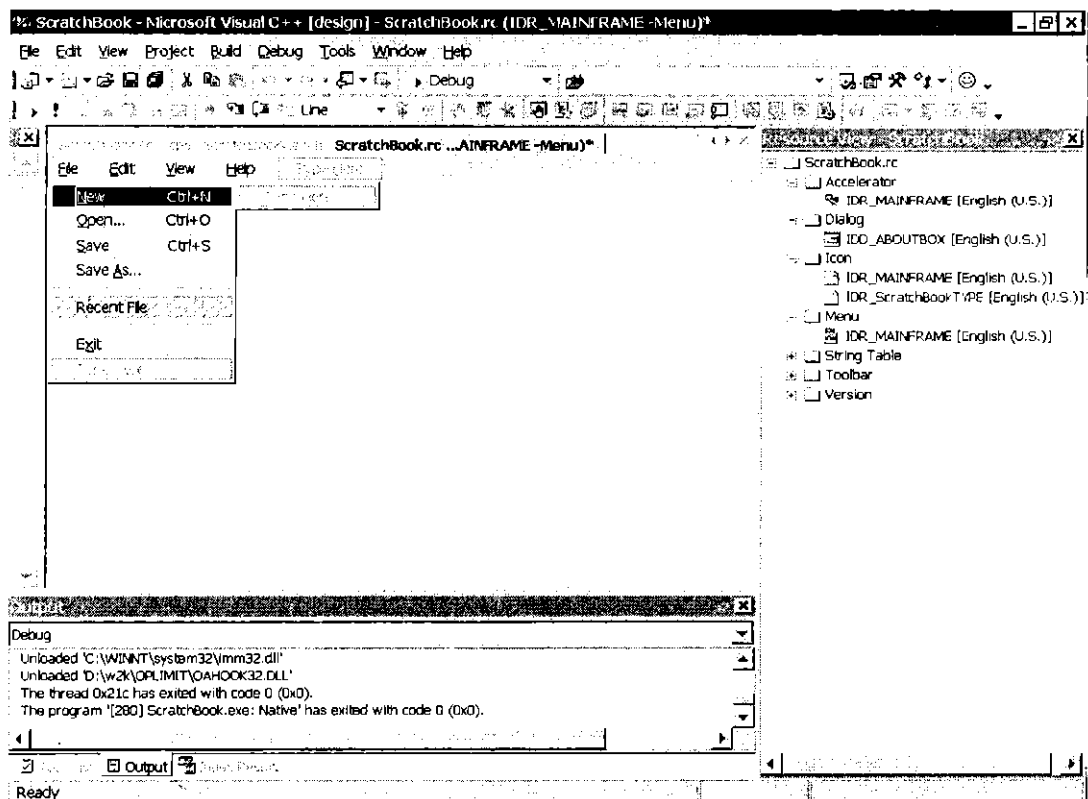 ScratchBook - Microsoft Visual C++ [design] - ScratchBook.rc (IDR_MAINFRAME - Menu)*
File Edit View Project Build Debug Tools Window Help
Debug
Line
ScratchBook.rc ...AINFRAME - Menu)*
File Edit View Help
New Ctrl+N
Open... Ctrl+O
Save Ctrl+S
Save As...
Recent File
Exit
ScratchBook.rc
Accelerator
IDR_MAINFRAME [English (U.S.)]
Dialog
IDD_ABOUTBOX [English (U.S.)]
Icon
IDR_MAINFRAME [English (U.S.)]
IDR_ScratchBookTYPE [English (U.S.)]
Menu
IDR_MAINFRAME [English (U.S.)]
String Table
Toolbar
Version
Output
Debug
Unloaded 'C:\WINNT\system32\imm32.dll'
Unloaded 'D:\w2k\OPLIMIT\OAHOOK32.DLL'
The thread 0x21c has exited with code 0 (0x0).
The program '[280] ScratchBook.exe: Native' has exited with code 0 (0x0).
Output
Ready